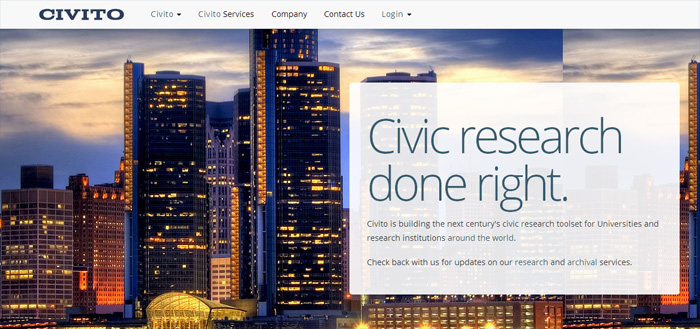 CIVITO Civito Civito Services Company Contact Us Login
Civic research
done right.
Civito is building the next century's civic research toolset for Universities and
research institutions around the world.
Check back with us for updates on our research and archival services.